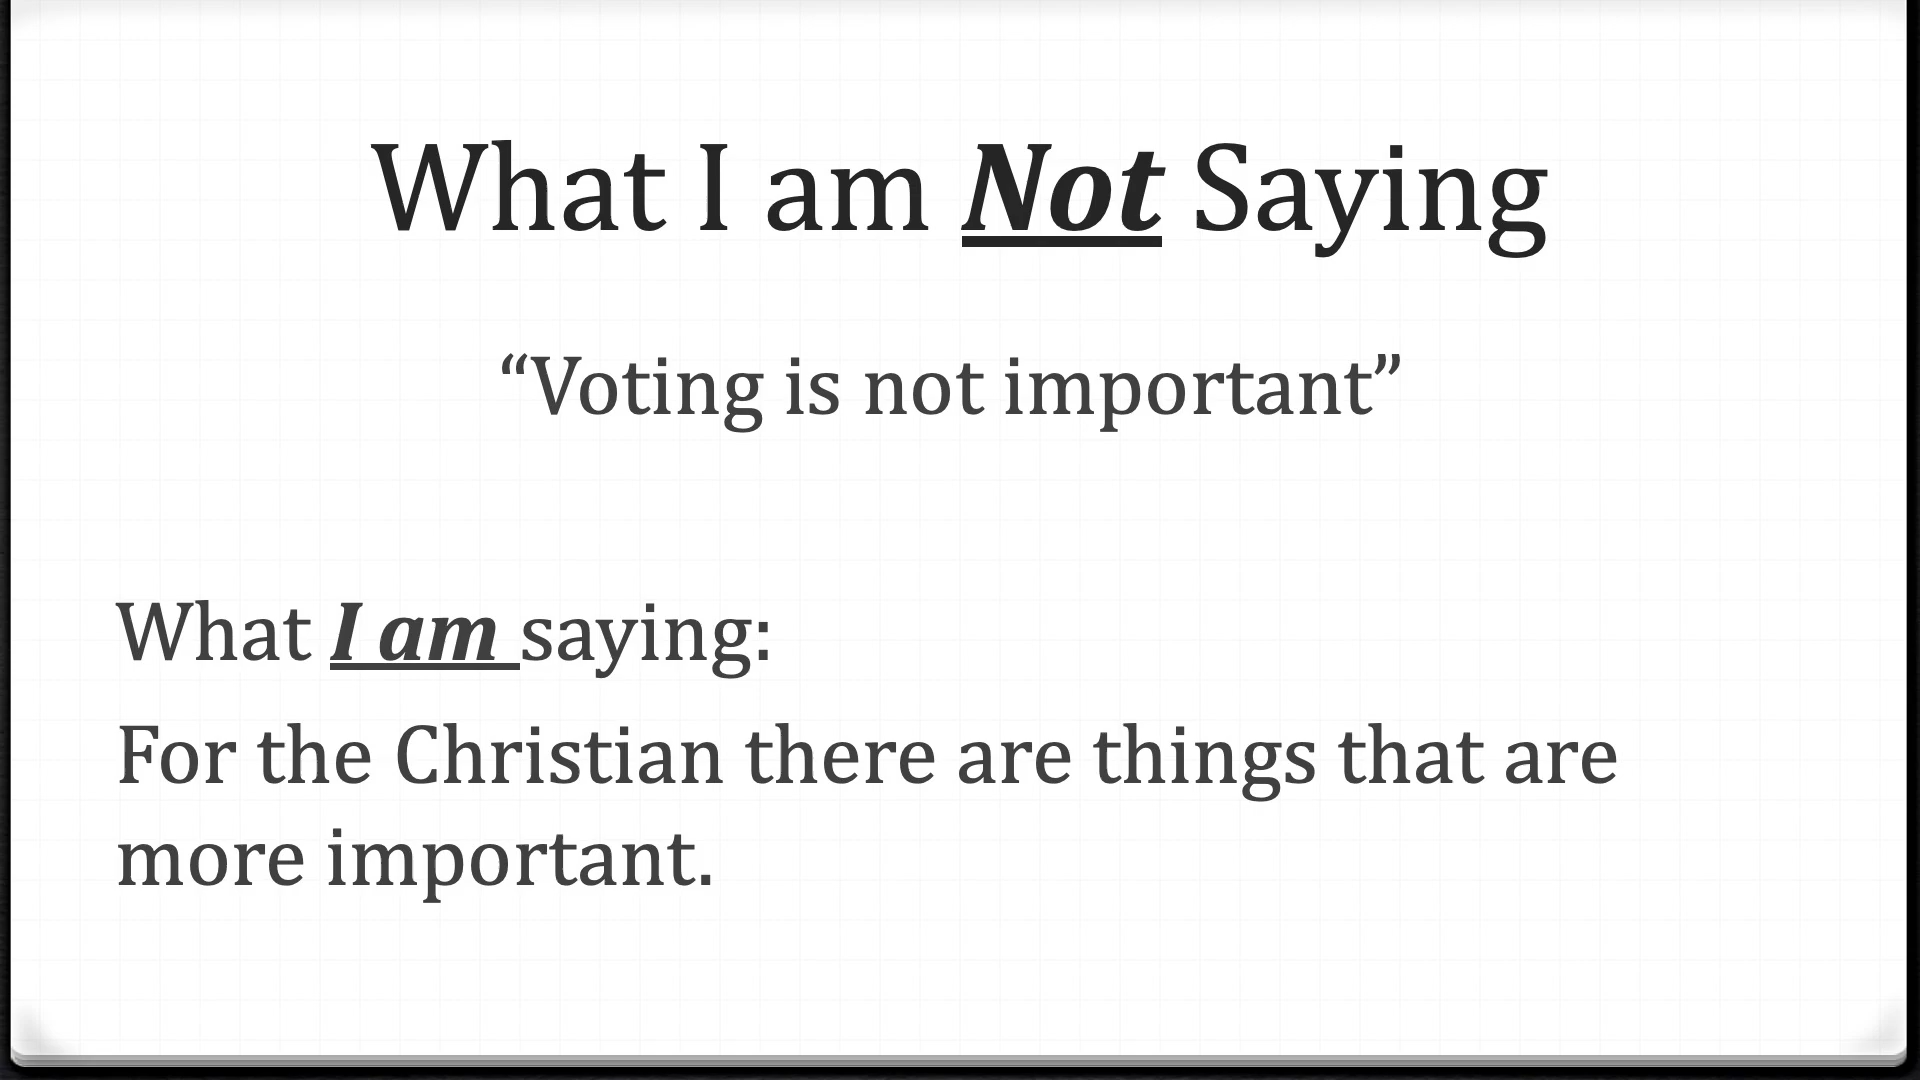 What I am Not Saying
“Voting is not important”
What I am saying:
For the Christian there are things that are
more important.